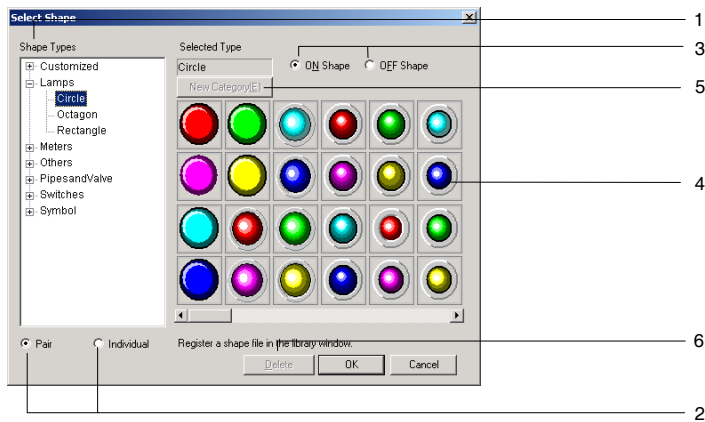 Select Shape
1
Shape Types
Selected Type
3
Customized
Lamps
Circle
Octagon
Rectangle
Meters
Others
PipesandValve
Switches
Symbol
Circle
ON Shape
OFF Shape
New Category[E]
5
4
Pair
Individual
Register a shape file in the library window.
6
Delete
OK
Cancel
2